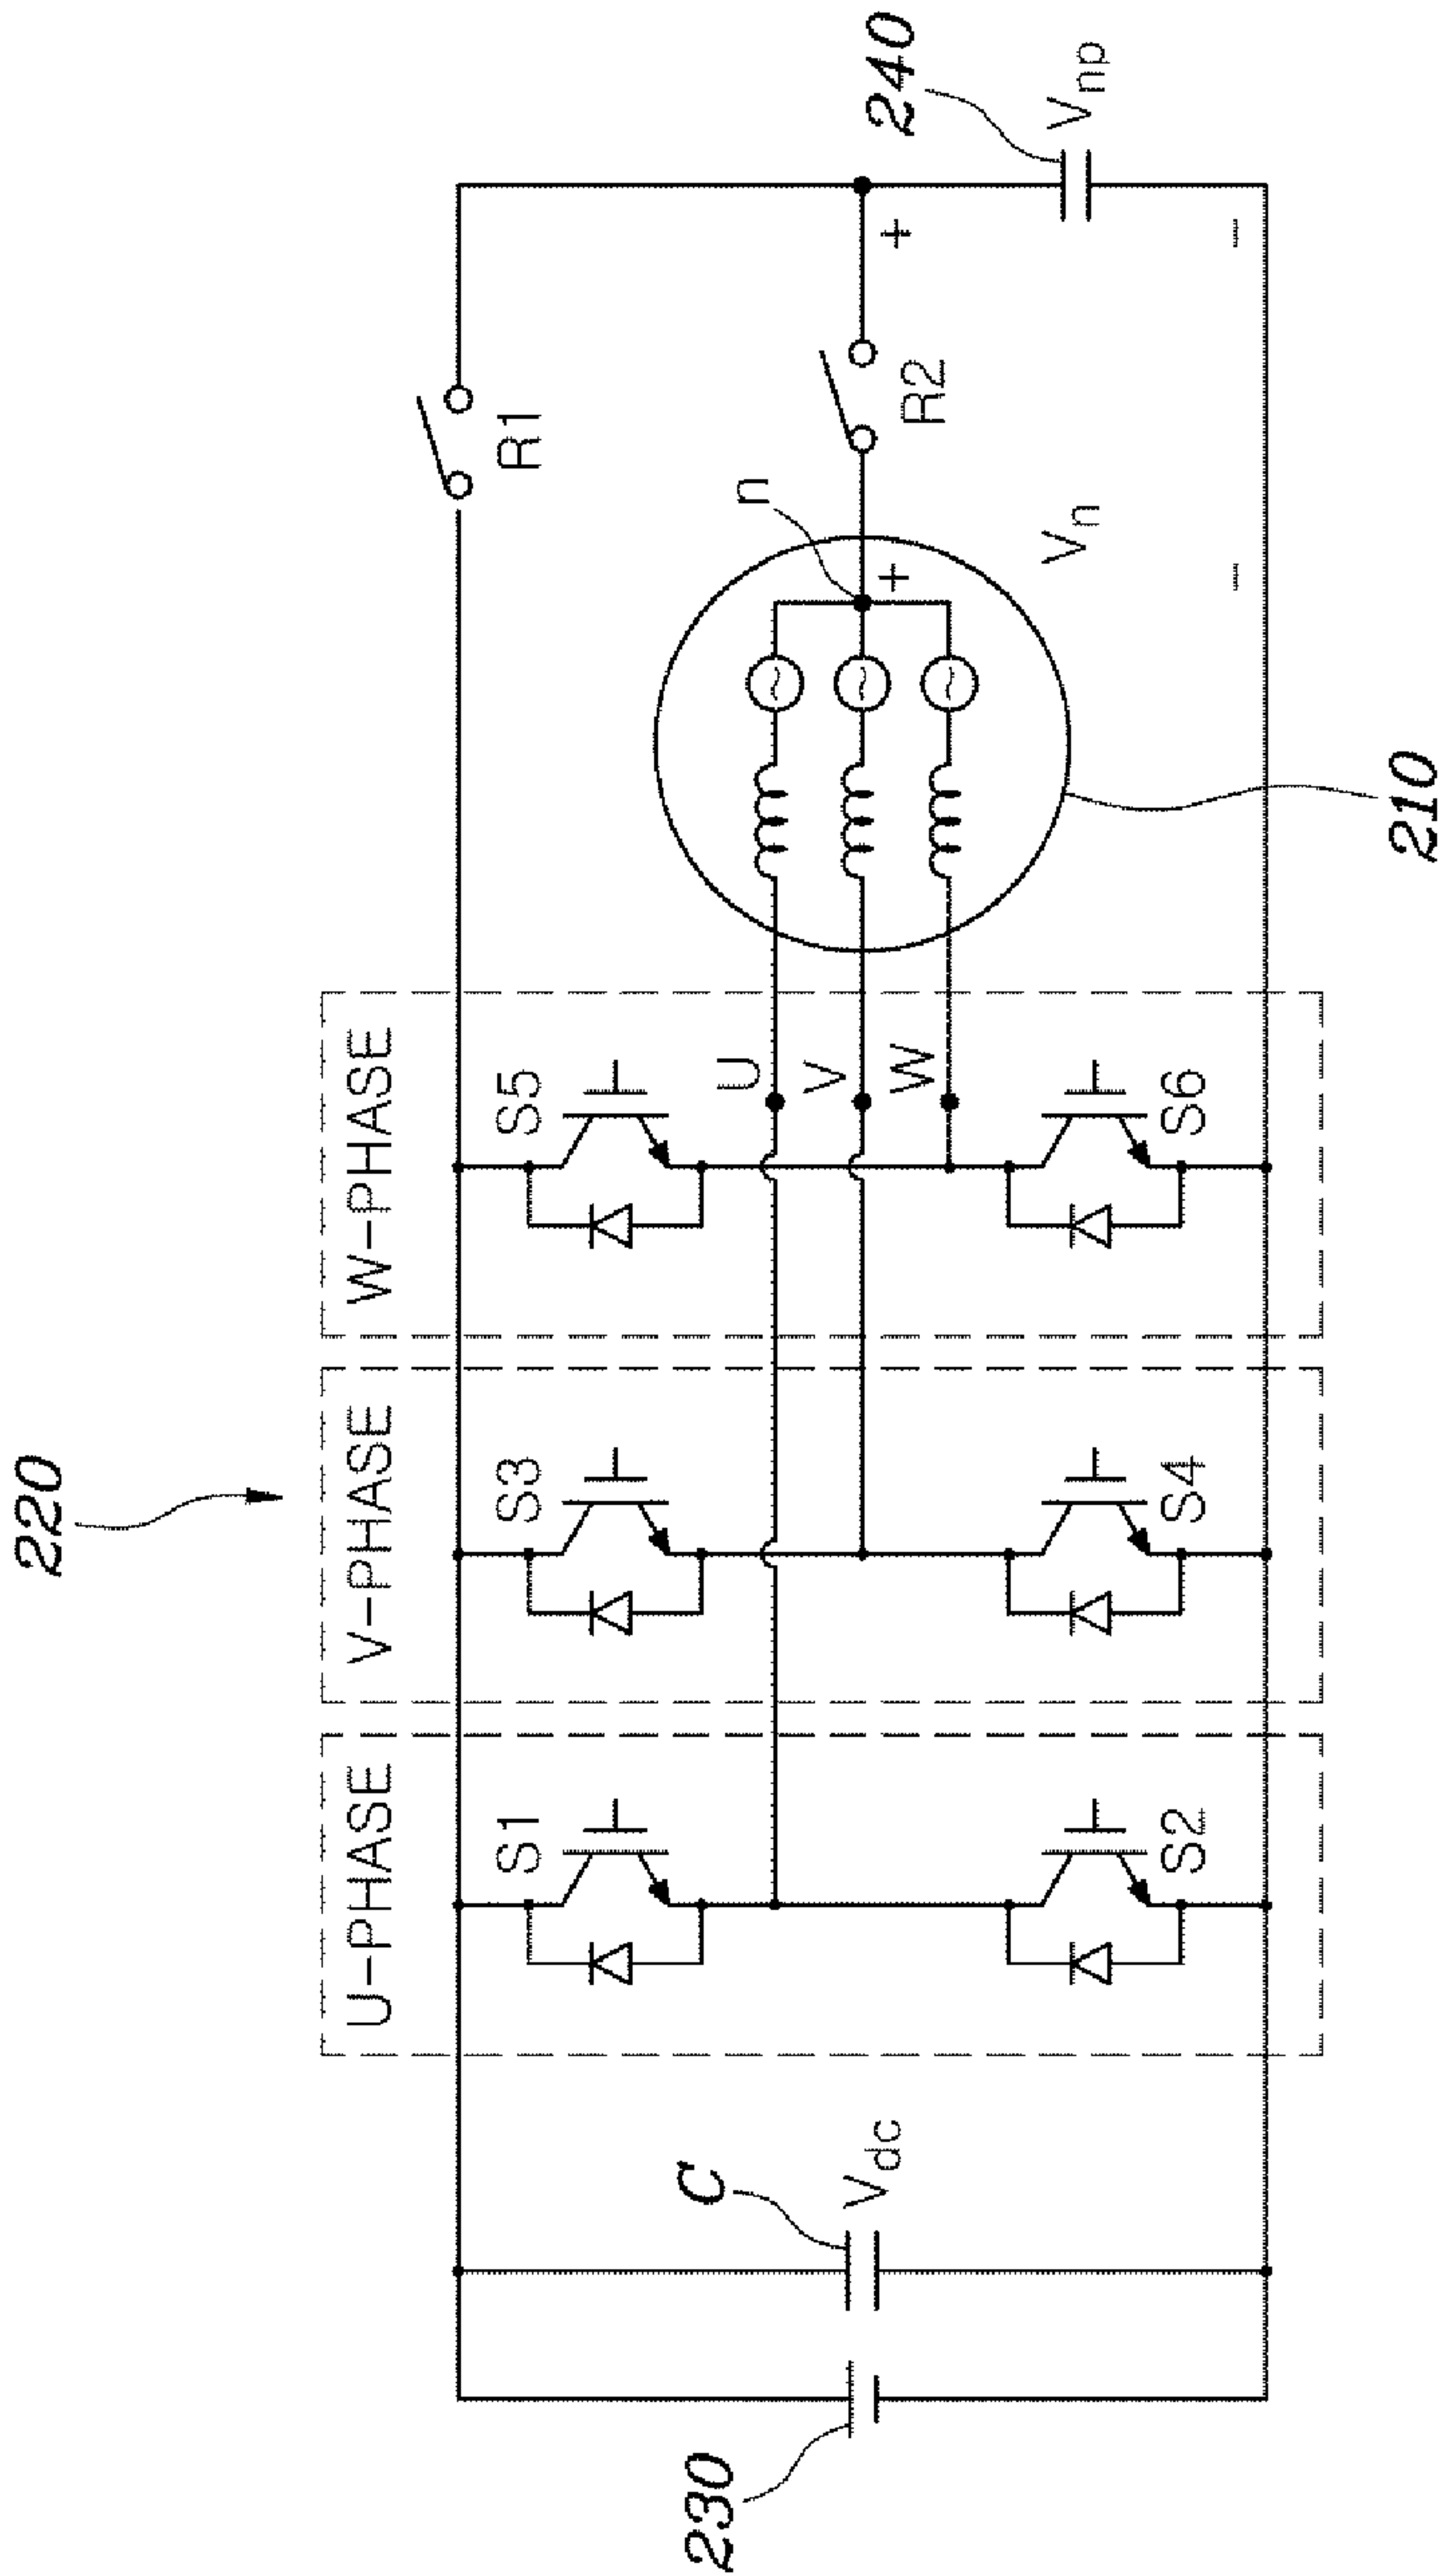 220
U-PHASE
V-PHASE
W-PHASE
S1
S3
S5
R1
C
n
U
V
W
230
Vdc
+
R2
+
240
Vn
Vnp
S2
S4
S6
-
-
210